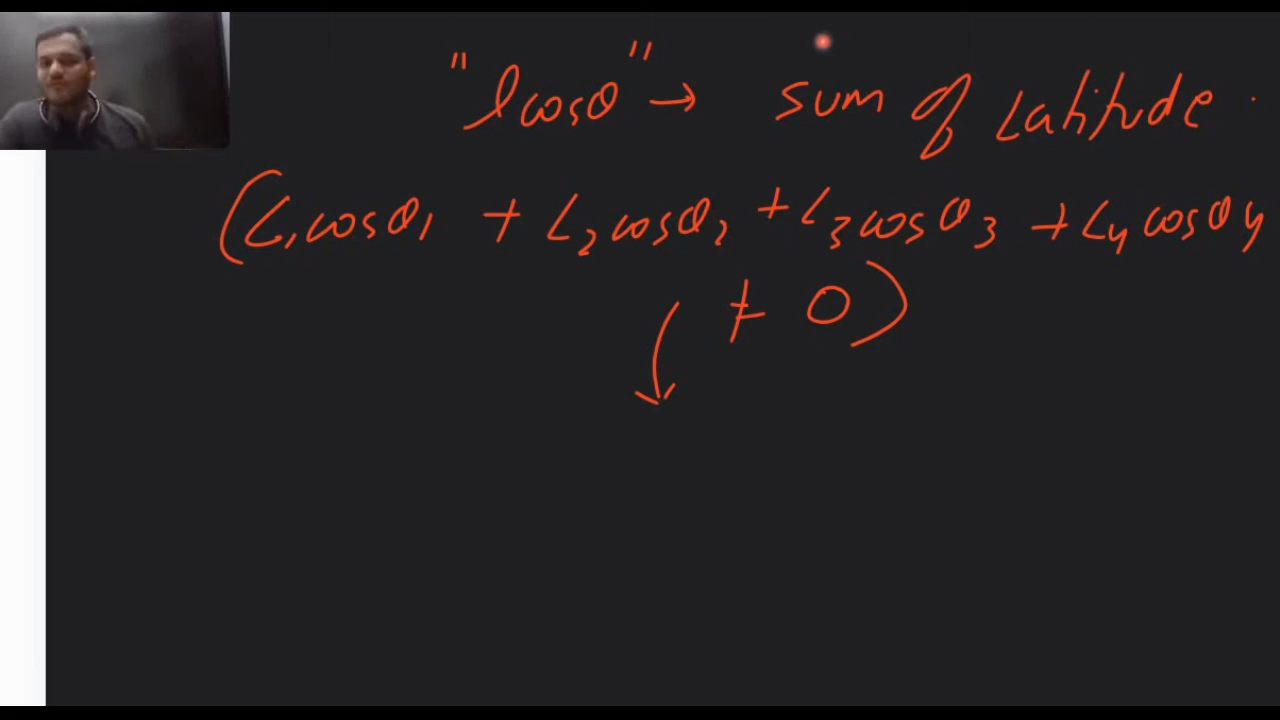 "lcosθ" → sum of Latitude.
(L₁cosθ₁ + L₂cosθ₂ + L₃cosθ₃ + L₄cosθ₄
≠ 0)